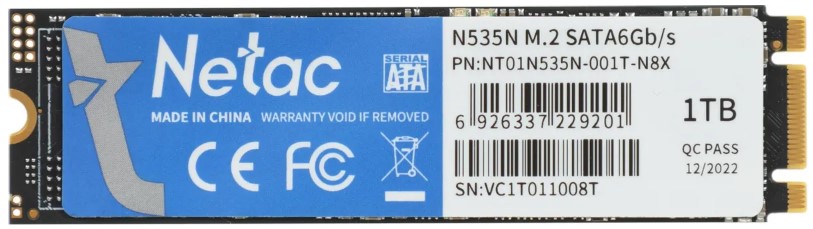 Netac
SERIAL
ATA
MADE IN CHINA WARRANTY VOID IF REMOVED
CE FC
N535N M.2 SATA6Gb/s
PN:NT01N535N-001T-N8X
6 926337 229201
1TB
QC PASS
12/2022
SN:VC1T011008T